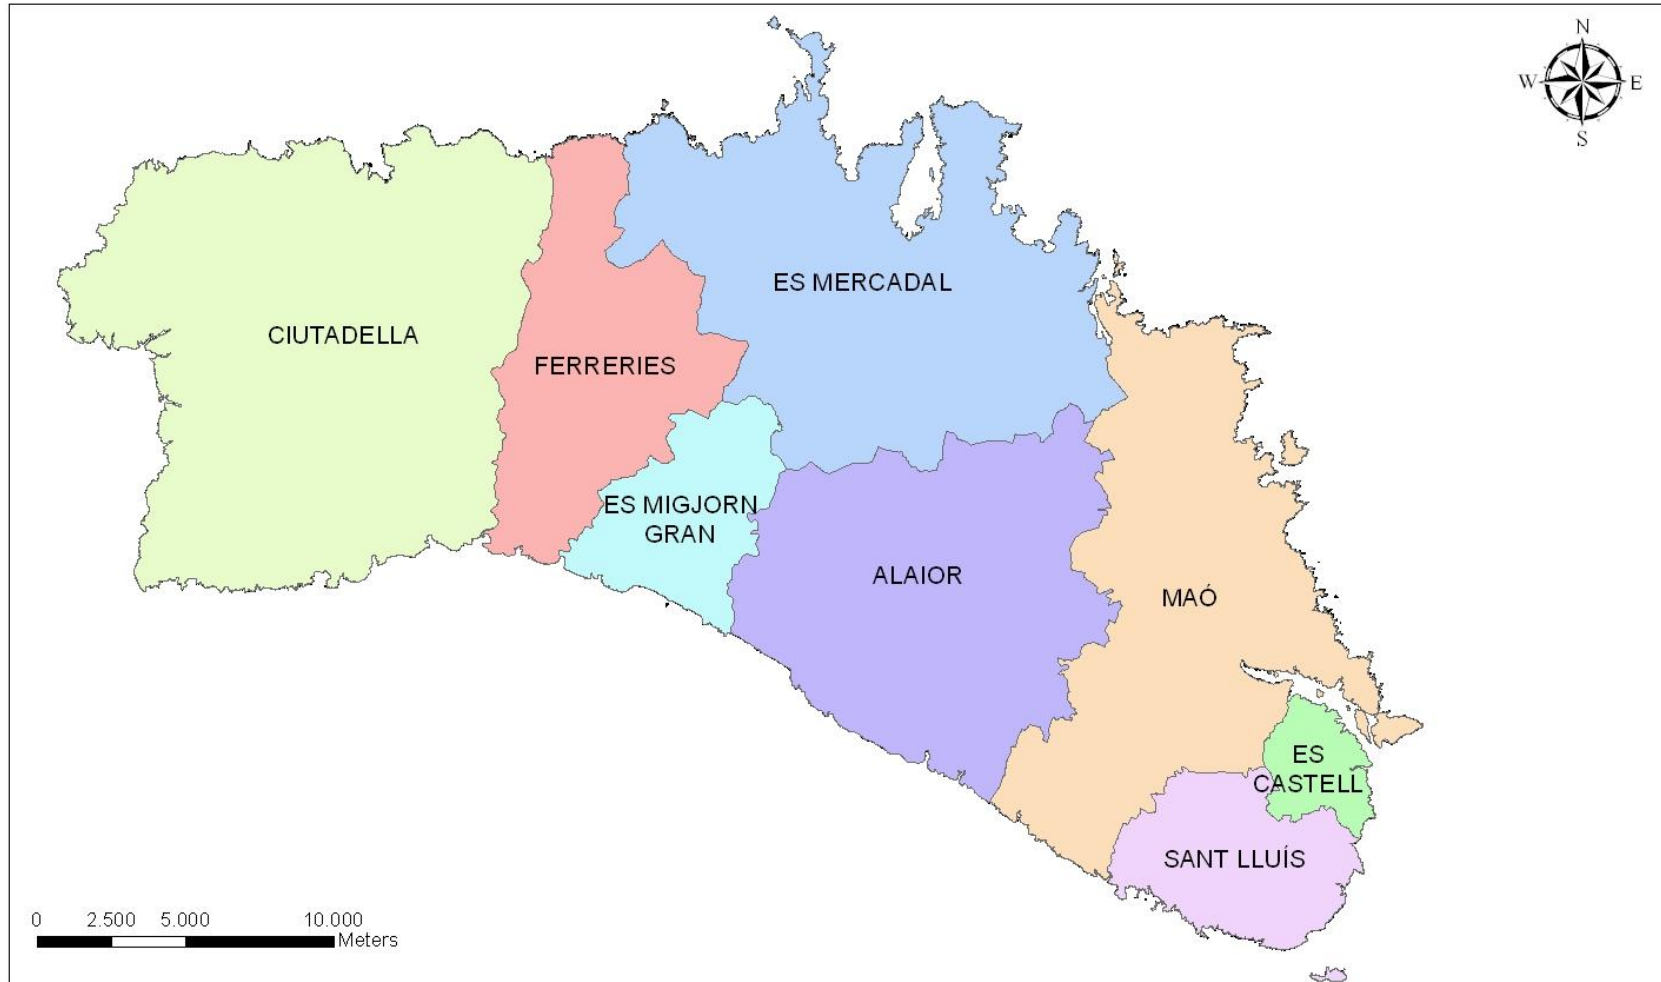 N
W E
S
ES MERCADAL
CIUTADELLA
FERRERIES
ES MIGJORN
GRAN
ALAIOR
MAÓ
ES
CASTELL
SANT LLUÍS
0 2.500 5.000 10.000
Meters